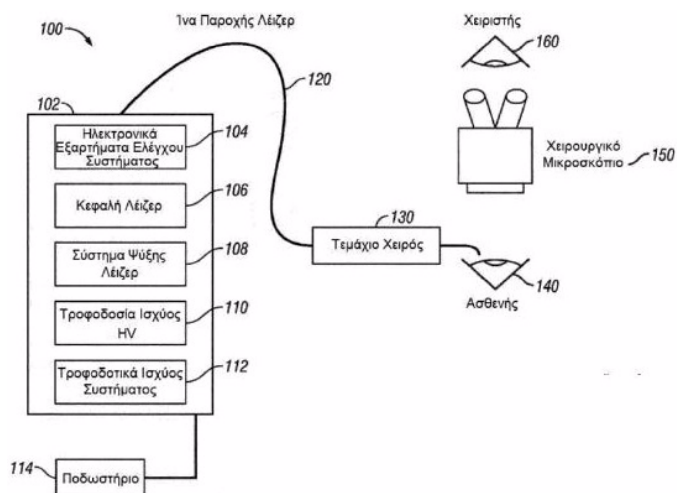 100
Ίνα Παροχής Λέιζερ
120
Χειριστής
160
102
Ηλεκτρονικά
Εξαρτήματα Ελέγχου
Συστήματος
104
Κεφαλή Λέιζερ
106
Σύστημα Ψύξης
Λέιζερ
108
Τροφοδοσία Ισχύος
HV
110
Τροφοδοτικά Ισχύος
Συστήματος
112
114
Ποδωστήριο
130
Τεμάχιο Χειρός
Χειρουργικό
Μικροσκόπιο
150
140
Ασθενής